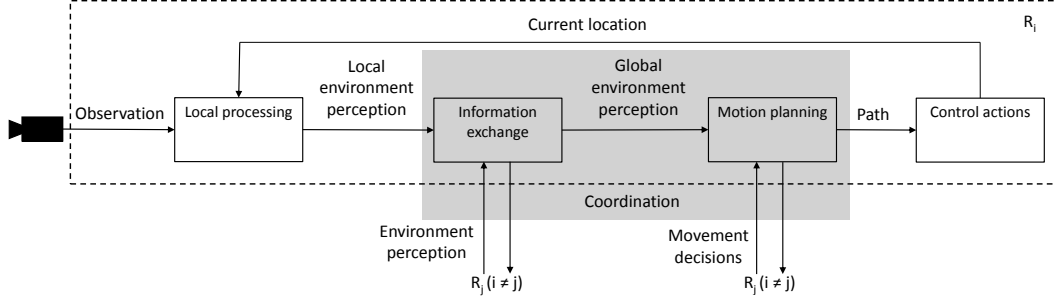 Current location
R_i
Local
environment
perception
Global
environment
perception
Observation
Local processing
Information
exchange
Motion planning
Path
Control actions
Coordination
Environment
perception
Movement
decisions
R_j (i ≠ j)
R_j (i ≠ j)